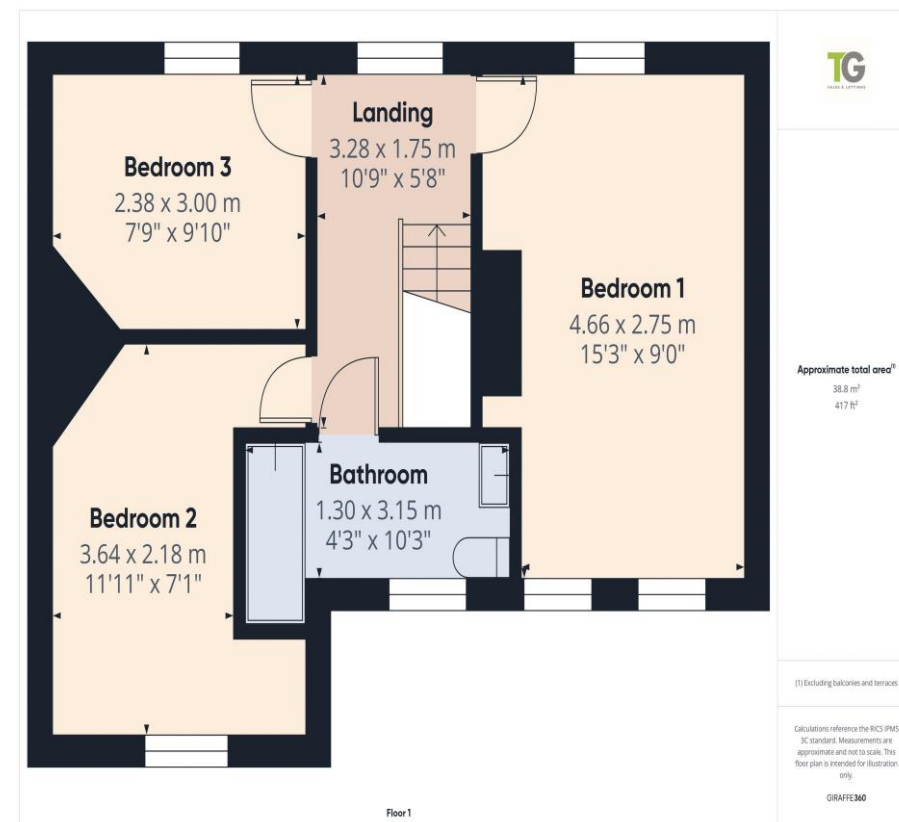 TG
SALES & LETTINGS
Landing
3.28 x 1.75 m
10'9" x 5'8"
Bedroom 3
2.38 x 3.00 m
7'9" x 9'10"
Bedroom 1
4.66 x 2.75 m
15'3" x 9'0"
Approximate total area(1)
38.8 m²
417 ft²
Bathroom
1.30 x 3.15 m
4'3" x 10'3"
Bedroom 2
3.64 x 2.18 m
11'11" x 7'1"
(1) Excluding balconies and terraces
Calculations reference the RICS IPMS
3C standard. Measurements are
approximate and not to scale. This
floor plan is intended for illustration
only.
GIRAFFE360
Floor 1